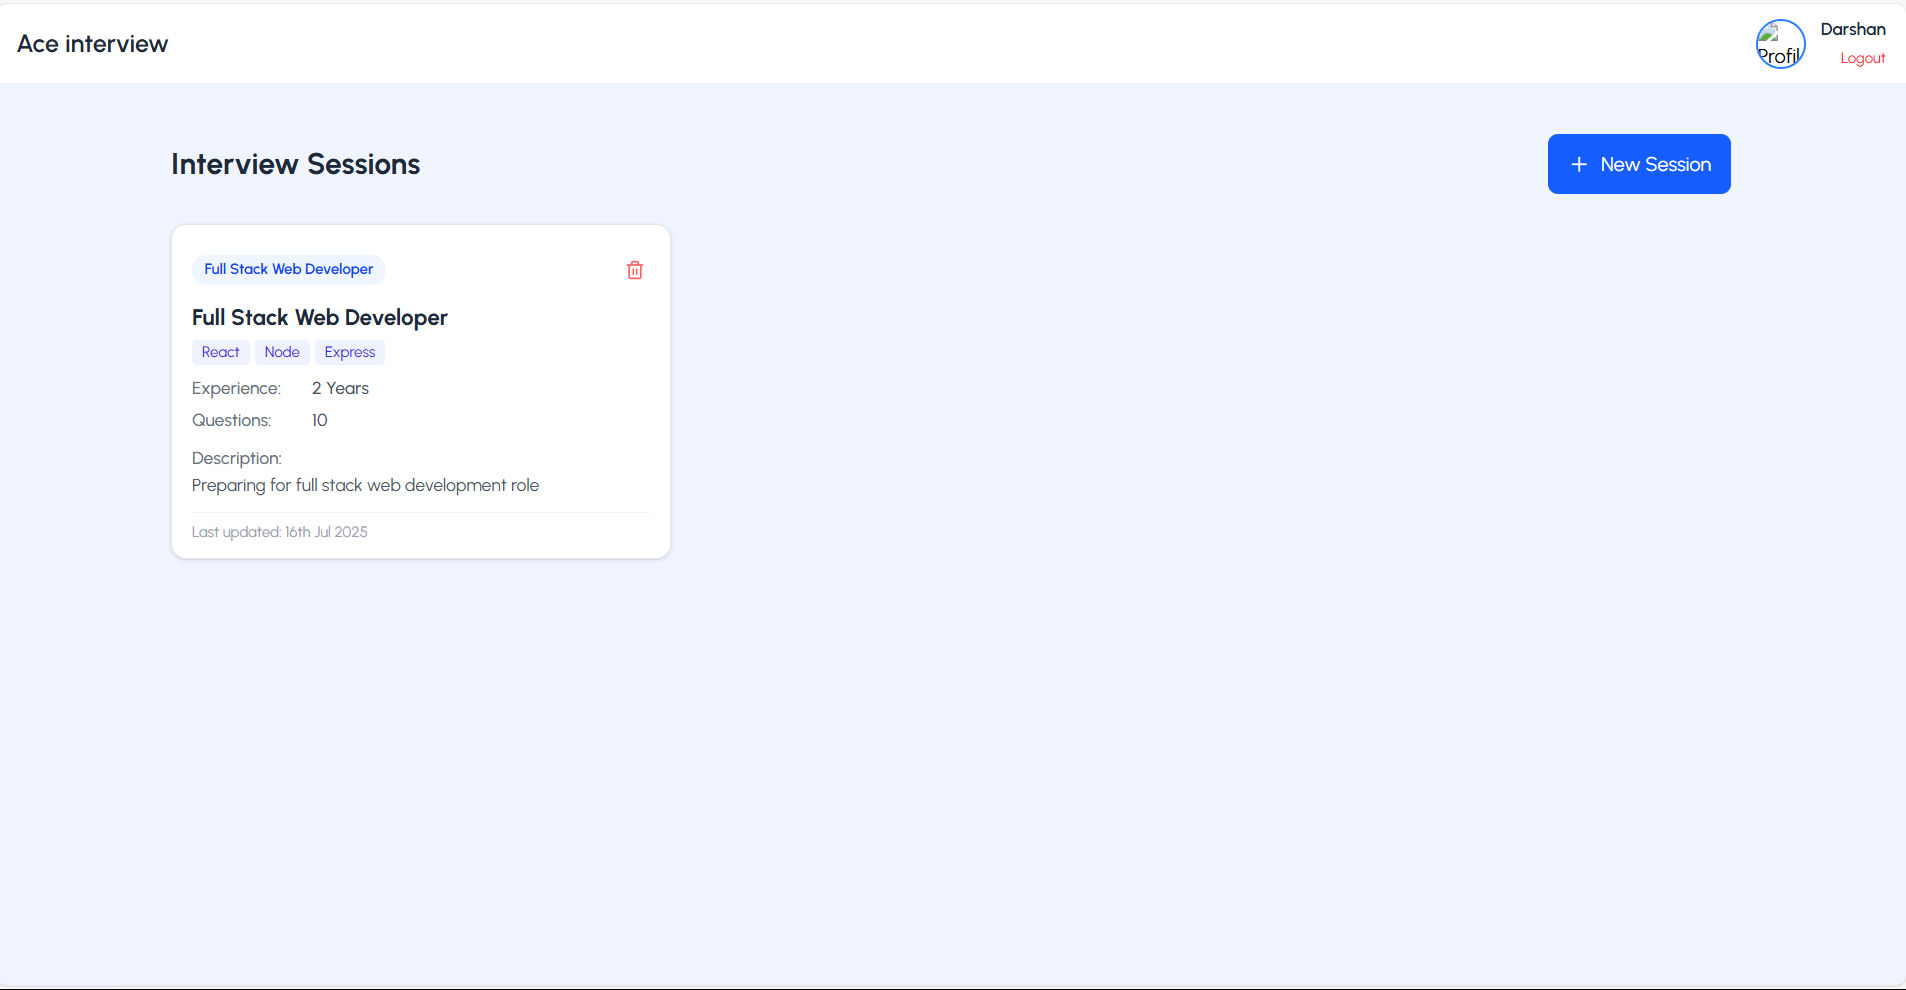 Ace interview
Profil
Darshan
Logout
Interview Sessions
New Session
Full Stack Web Developer
Full Stack Web Developer
React Node Express
Experience: 2 Years
Questions: 10
Description:
Preparing for full stack web development role
Last updated: 16th Jul 2025